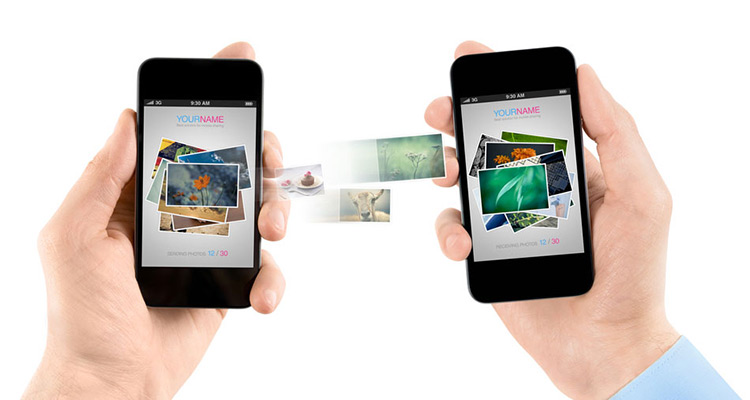 3G
9:30 AM
YOURNAME
SENDING PHOTOS 12 / 30
3G
9:30 AM
YOURNAME
RECEIVING PHOTOS 12 / 30